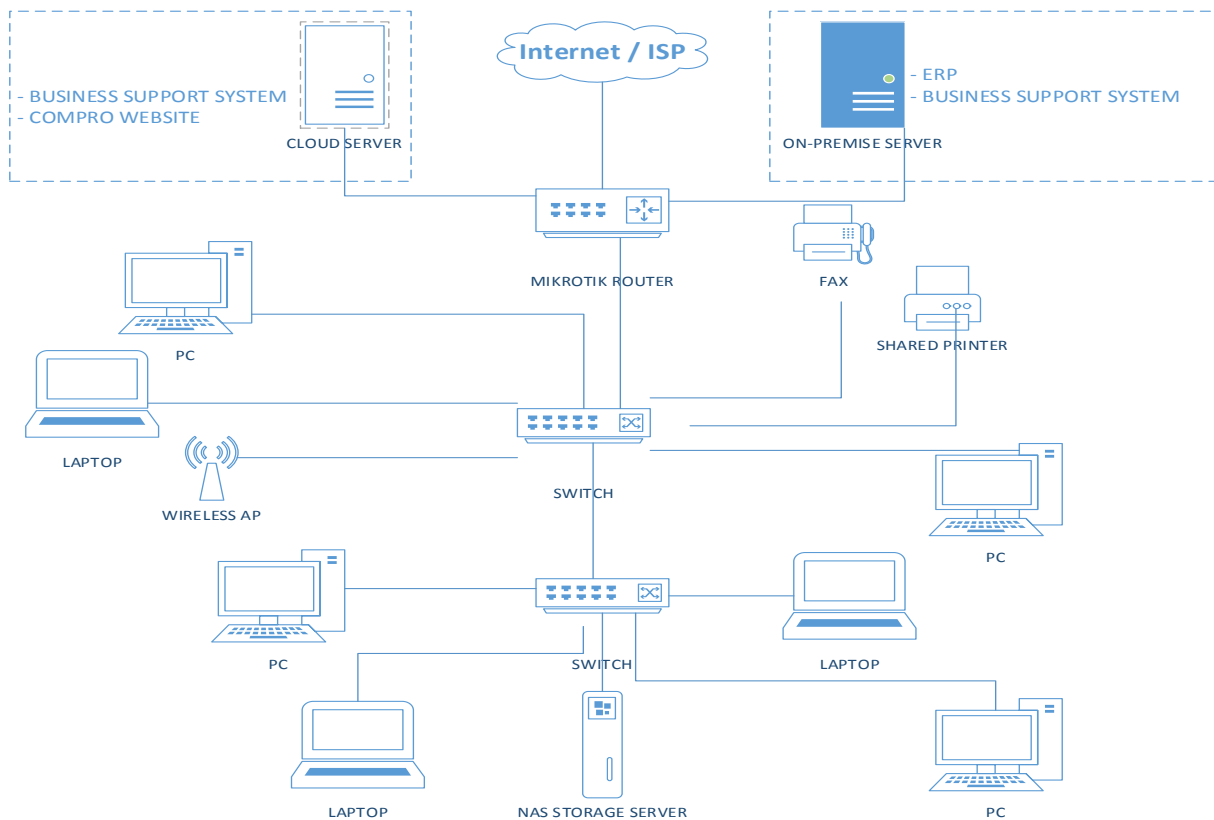 Internet / ISP
- BUSINESS SUPPORT SYSTEM
- COMPRO WEBSITE
CLOUD SERVER
- ERP
- BUSINESS SUPPORT SYSTEM
ON-PREMISE SERVER
MIKROTIK ROUTER
FAX
SHARED PRINTER
PC
LAPTOP
WIRELESS AP
SWITCH
PC
PC
SWITCH
LAPTOP
LAPTOP
NAS STORAGE SERVER
PC